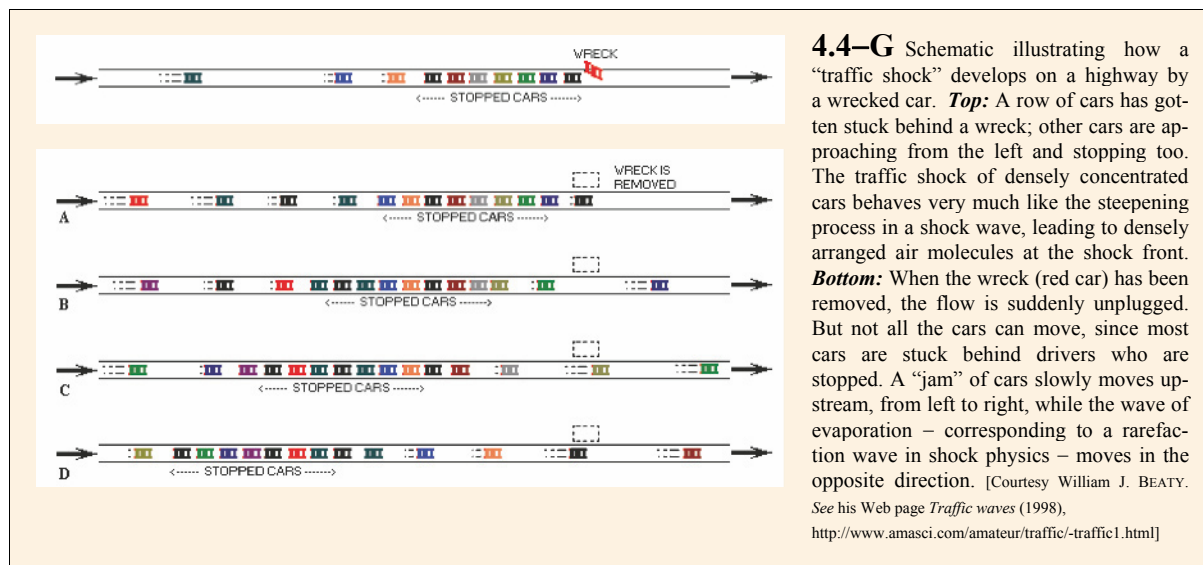 WRECK
<------ STOPPED CARS ------>
WRECK IS
REMOVED
A
<------ STOPPED CARS ------>
B
<------ STOPPED CARS ------>
C
<------ STOPPED CARS ------>
D
<------ STOPPED CARS ------>
4.4–G Schematic illustrating how a
“traffic shock” develops on a highway by
a wrecked car. Top: A row of cars has got-
ten stuck behind a wreck; other cars are ap-
proaching from the left and stopping too.
The traffic shock of densely concentrated
cars behaves very much like the steepening
process in a shock wave, leading to densely
arranged air molecules at the shock front.
Bottom: When the wreck (red car) has been
removed, the flow is suddenly unplugged.
But not all the cars can move, since most
cars are stuck behind drivers who are
stopped. A “jam” of cars slowly moves up-
stream, from left to right, while the wave of
evaporation – corresponding to a rarefac-
tion wave in shock physics – moves in the
opposite direction. [Courtesy William J. BEATY.
See his Web page Traffic waves (1998),
http://www.amasci.com/amateur/traffic/-traffic1.html]